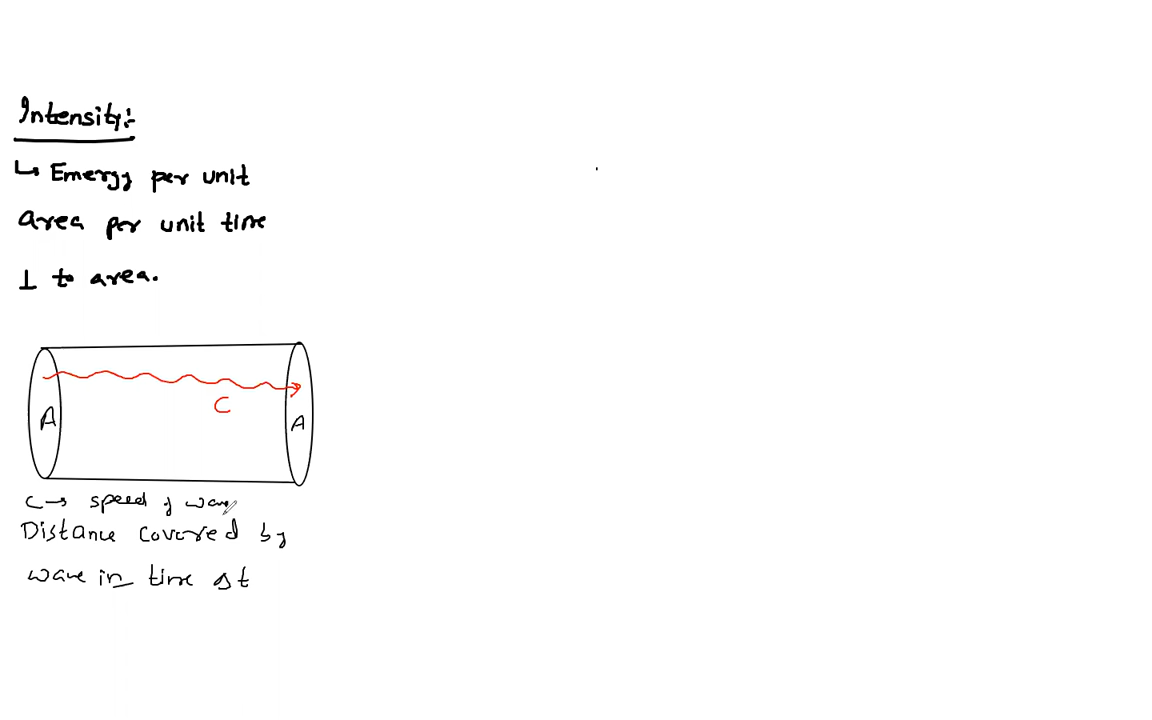 Intensity:-
↳ Energy per unit
area per unit time
⊥ to area.
C
A
A
C → speed of wave
Distance covered by
wave in time Δt